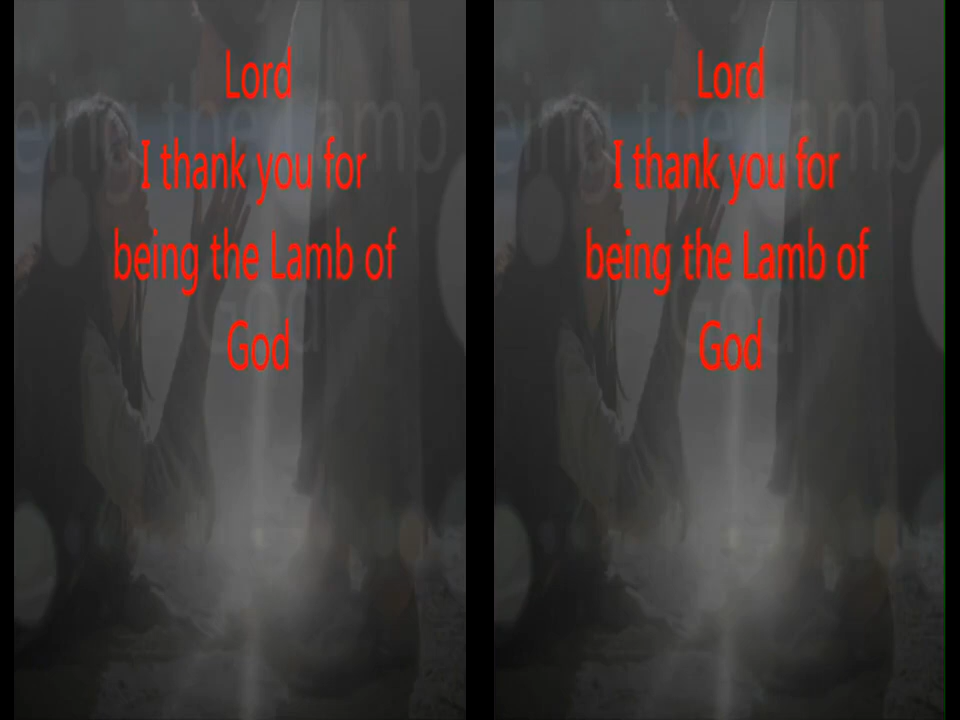 Lord
I thank you for
being the Lamb of
God
Lord
I thank you for
being the Lamb of
God